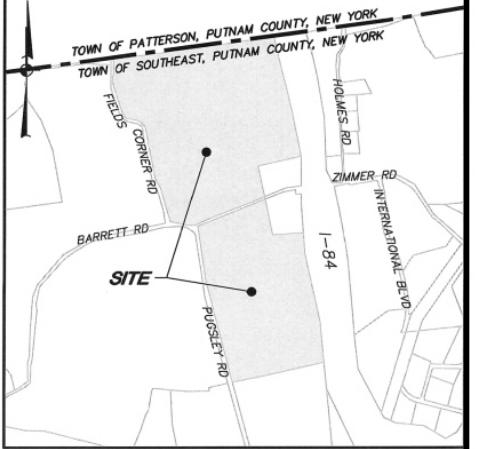 TOWN OF PATTERSON, PUTNAM COUNTY, NEW YORK
TOWN OF SOUTHEAST, PUTNAM COUNTY, NEW YORK
FIELDS
CORNER RD
HOLMES RD
ZIMMER RD
INTERNATIONAL BLVD
BARRETT RD
I-84
SITE
PUGSLEY RD